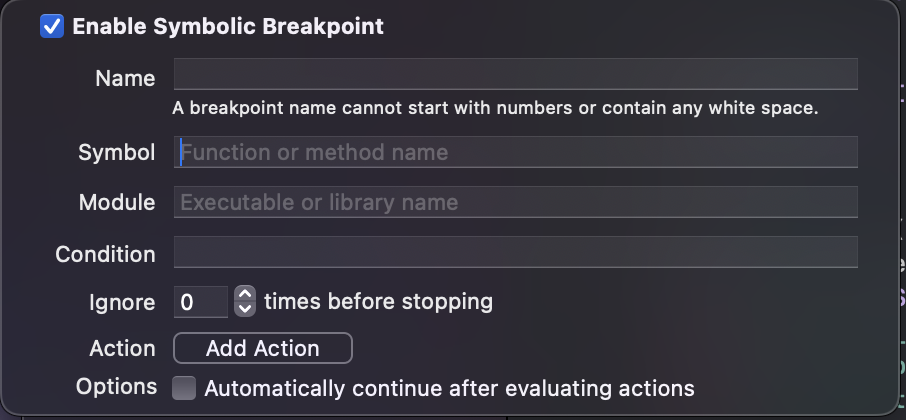 Enable Symbolic Breakpoint
Name
A breakpoint name cannot start with numbers or contain any white space.
Symbol Function or method name
Module Executable or library name
Condition
Ignore 0 times before stopping
Action Add Action
Options Automatically continue after evaluating actions